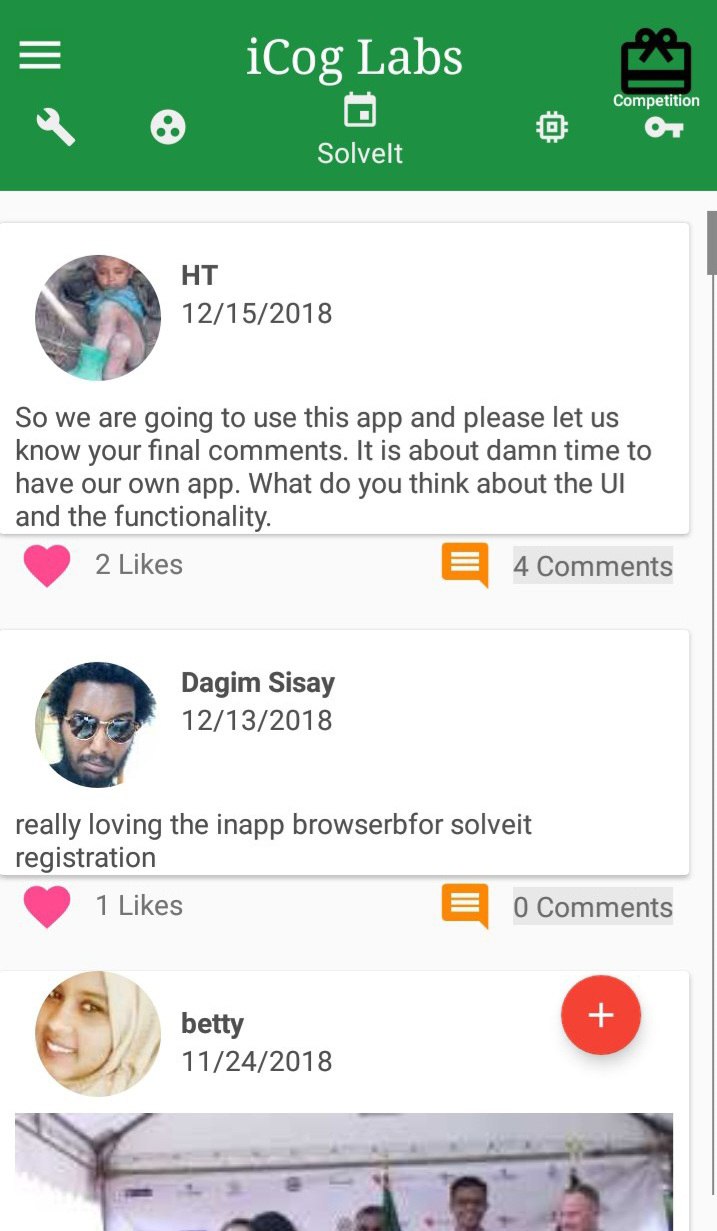 iCog Labs
Competition
SolveIt
HT
12/15/2018
So we are going to use this app and please let us
know your final comments. It is about damn time to
have our own app. What do you think about the UI
and the functionality.
2 Likes
4 Comments
Dagim Sisay
12/13/2018
really loving the inapp browserbfor solveit
registration
1 Likes
0 Comments
betty
11/24/2018